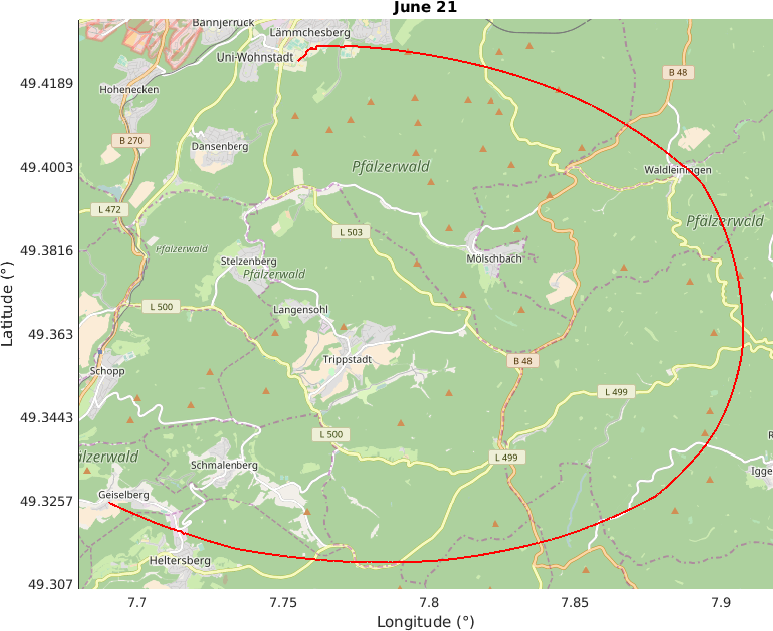 June 21
Bannjerrück
Lämmchesberg
Uni-Wohnstadt
B 48
49.4189
Hohenecken
B 270
Dansenberg
49.4003
Pfälzerwald
Waldleiningen
L 472
Pfälzerwald
L 503
Pfälzerwald
49.3816
Stelzenberg
Mölschbach
Pfälzerwald
L 500
Langensohl
49.363
Trippstadt
B 48
Schopp
L 499
49.3443
L 500
alzerwald
L 499
Schmalenberg
Igge
Geiselberg
49.3257
Heltersberg
49.307
7.7
7.75
7.8
7.85
7.9
Latitude (°)
Longitude (°)